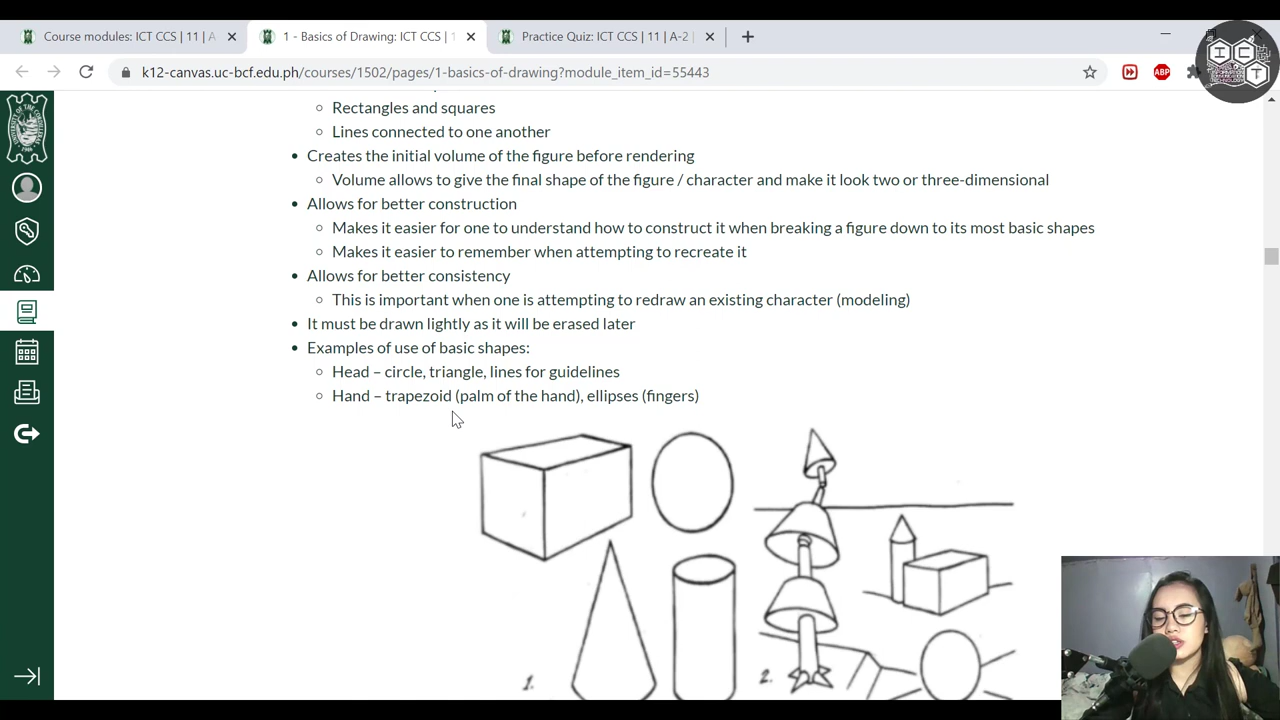 Course modules: ICT CCS | 11 | A
1 - Basics of Drawing: ICT CCS | 1
Practice Quiz: ICT CCS | 11 | A-2 |
k12-canvas.uc-bcf.edu.ph/courses/1502/pages/1-basics-of-drawing?module_item_id=55443
ABP
ICT
Rectangles and squares
Lines connected to one another
Creates the initial volume of the figure before rendering
Volume allows to give the final shape of the figure / character and make it look two or three-dimensional
Allows for better construction
Makes it easier for one to understand how to construct it when breaking a figure down to its most basic shapes
Makes it easier to remember when attempting to recreate it
Allows for better consistency
This is important when one is attempting to redraw an existing character (modeling)
It must be drawn lightly as it will be erased later
Examples of use of basic shapes:
Head – circle, triangle, lines for guidelines
Hand – trapezoid (palm of the hand), ellipses (fingers)
1.
2.